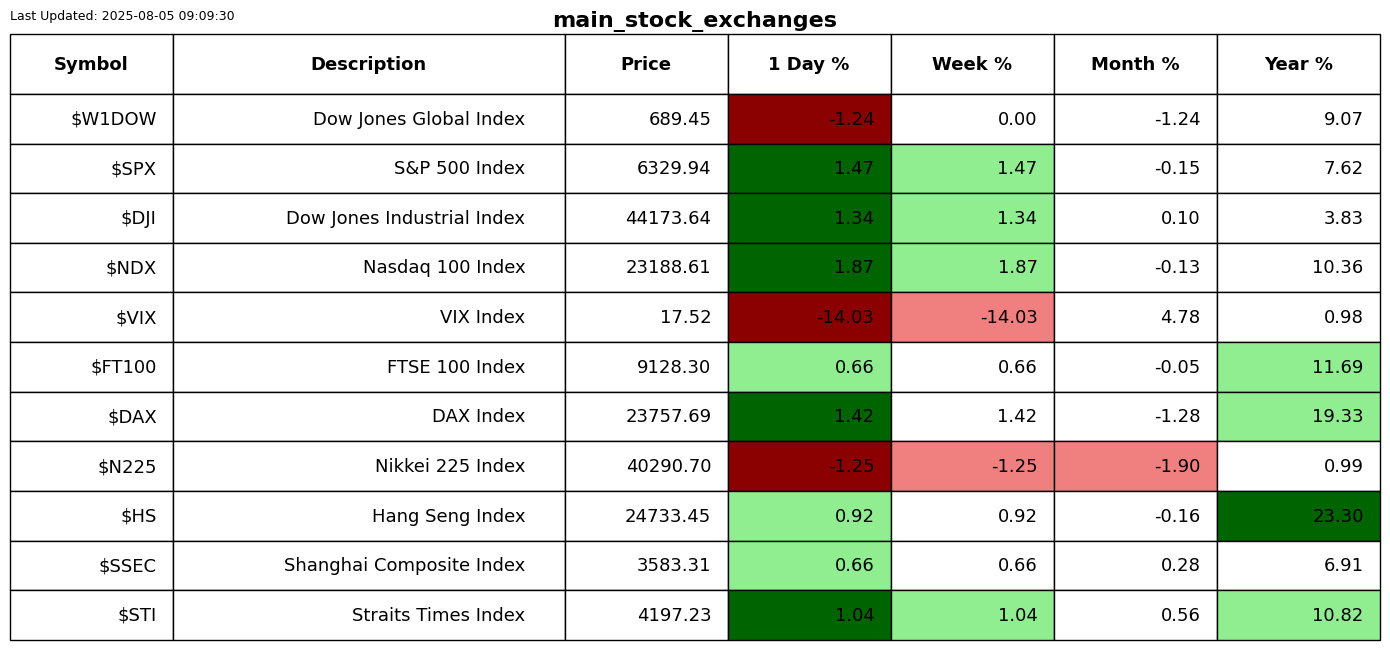 Last Updated: 2025-08-05 09:09:30
main_stock_exchanges
Symbol Description Price 1 Day % Week % Month % Year %
$W1DOW Dow Jones Global Index 689.45 -1.24 0.00 -1.24 9.07
$SPX S&P 500 Index 6329.94 1.47 1.47 -0.15 7.62
$DJI Dow Jones Industrial Index 44173.64 1.34 1.34 0.10 3.83
$NDX Nasdaq 100 Index 23188.61 1.87 1.87 -0.13 10.36
$VIX VIX Index 17.52 -14.03 -14.03 4.78 0.98
$FT100 FTSE 100 Index 9128.30 0.66 0.66 -0.05 11.69
$DAX DAX Index 23757.69 1.42 1.42 -1.28 19.33
$N225 Nikkei 225 Index 40290.70 -1.25 -1.25 -1.90 0.99
$HS Hang Seng Index 24733.45 0.92 0.92 -0.16 23.30
$SSEC Shanghai Composite Index 3583.31 0.66 0.66 0.28 6.91
$STI Straits Times Index 4197.23 1.04 1.04 0.56 10.82